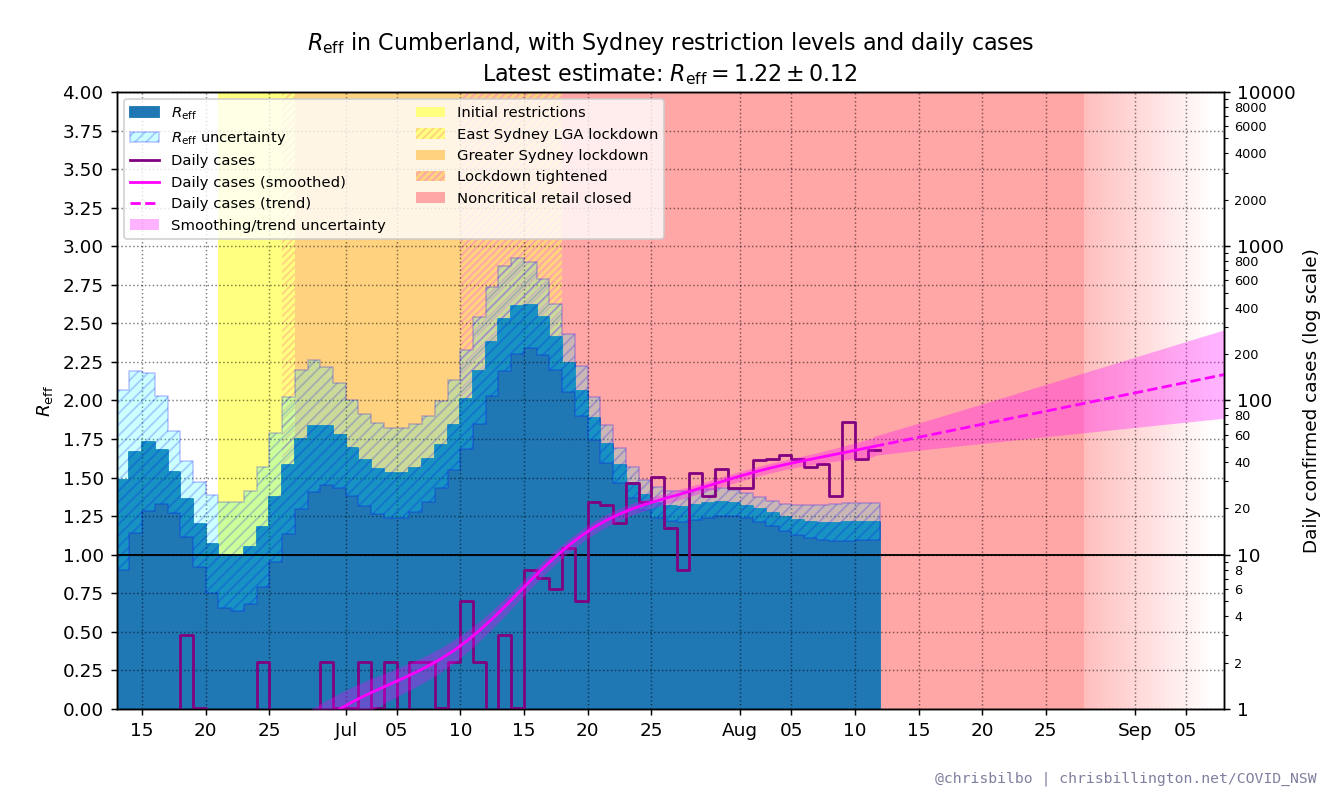 R_eff in Cumberland, with Sydney restriction levels and daily cases
Latest estimate: R_eff = 1.22 ± 0.12
R_eff
R_eff uncertainty
Daily cases
Daily cases (smoothed)
Daily cases (trend)
Smoothing/trend uncertainty
Initial restrictions
East Sydney LGA lockdown
Greater Sydney lockdown
Lockdown tightened
Noncritical retail closed
R_eff
4.00
3.75
3.50
3.25
3.00
2.75
2.50
2.25
2.00
1.75
1.50
1.25
1.00
0.75
0.50
0.25
0.00
15 20 25 Jul 05 10 15 20 25 Aug 05 10 15 20 25 Sep 05
10000
8000
6000
4000
2000
1000
800
600
400
200
100
80
60
40
20
10
8
6
4
2
1
Daily confirmed cases (log scale)
@chrisbilbo | chrisbillington.net/COVID_NSW